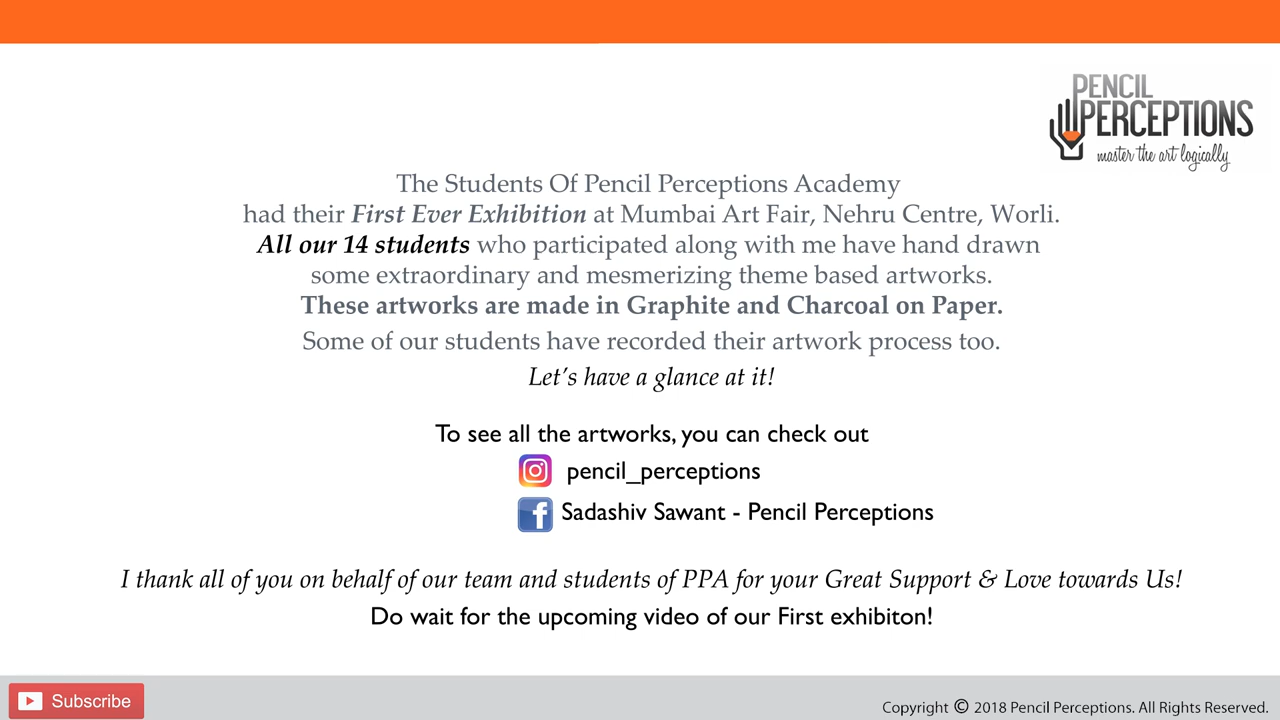 PENCIL
PERCEPTIONS
master the art logically
The Students Of Pencil Perceptions Academy
had their First Ever Exhibition at Mumbai Art Fair, Nehru Centre, Worli.
All our 14 students who participated along with me have hand drawn
some extraordinary and mesmerizing theme based artworks.
These artworks are made in Graphite and Charcoal on Paper.
Some of our students have recorded their artwork process too.
Let's have a glance at it!
To see all the artworks, you can check out
pencil_perceptions
Sadashiv Sawant - Pencil Perceptions
I thank all of you on behalf of our team and students of PPA for your Great Support & Love towards Us!
Do wait for the upcoming video of our First exhibiton!
Subscribe
Copyright © 2018 Pencil Perceptions. All Rights Reserved.